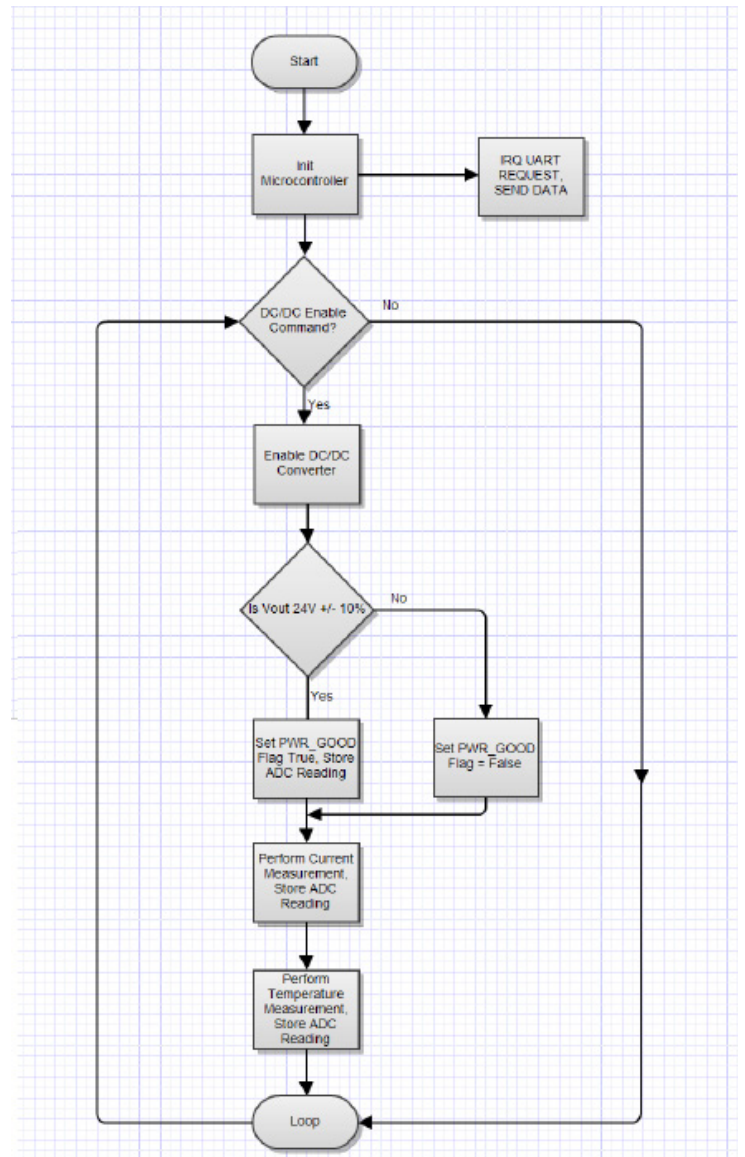 Start
Init
Microcontroller
IRQ UART
REQUEST,
SEND DATA
DC/DC Enable
Command?
No
Yes
Enable DC/DC
Converter
Is Vout 24V +/- 10%
No
Yes
Set PWR_GOOD
Flag True, Store
ADC Reading
Set PWR_GOOD
Flag = False
Perform Current
Measurement,
Store ADC
Reading
Perform
Temperature
Measurement,
Store ADC
Reading
Loop